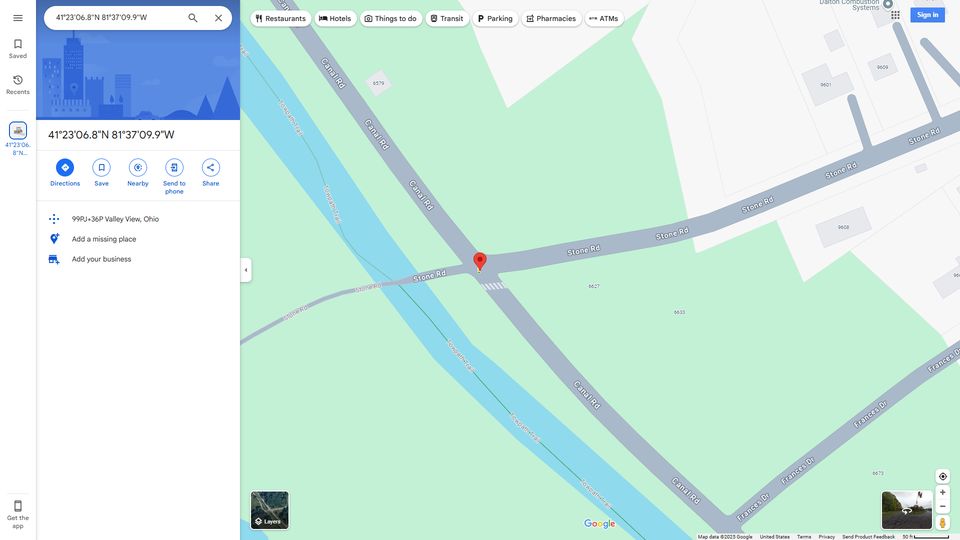 41°23'06.8"N 81°37'09.9"W
Restaurants
Hotels
Things to do
Transit
Parking
Pharmacies
ATMs
Dalton Combustion
Systems
Sign in
Saved
Recents
41°23'06.
8"N...
41°23'06.8"N 81°37'09.9"W
Directions
Save
Nearby
Send to
phone
Share
99PJ+36P Valley View, Ohio
Add a missing place
Add your business
Get the
app
Canal Rd
Canal Rd
Canal Rd
Canal Rd
Canal Rd
Stone Rd
Stone Rd
Stone Rd
Stone Rd
Stone Rd
Stone Rd
Stone Rd
Stone Rd
Towpath Trail
Towpath Trail
Towpath Trail
Towpath Trail
Towpath Trail
Frances Dr
Frances Dr
Frances Dr
Frances Dr
6579
9601
9609
9608
6627
6633
6673
Layers
Google
Map data ©2025 Google
United States
Terms
Privacy
Send Product Feedback
50 ft